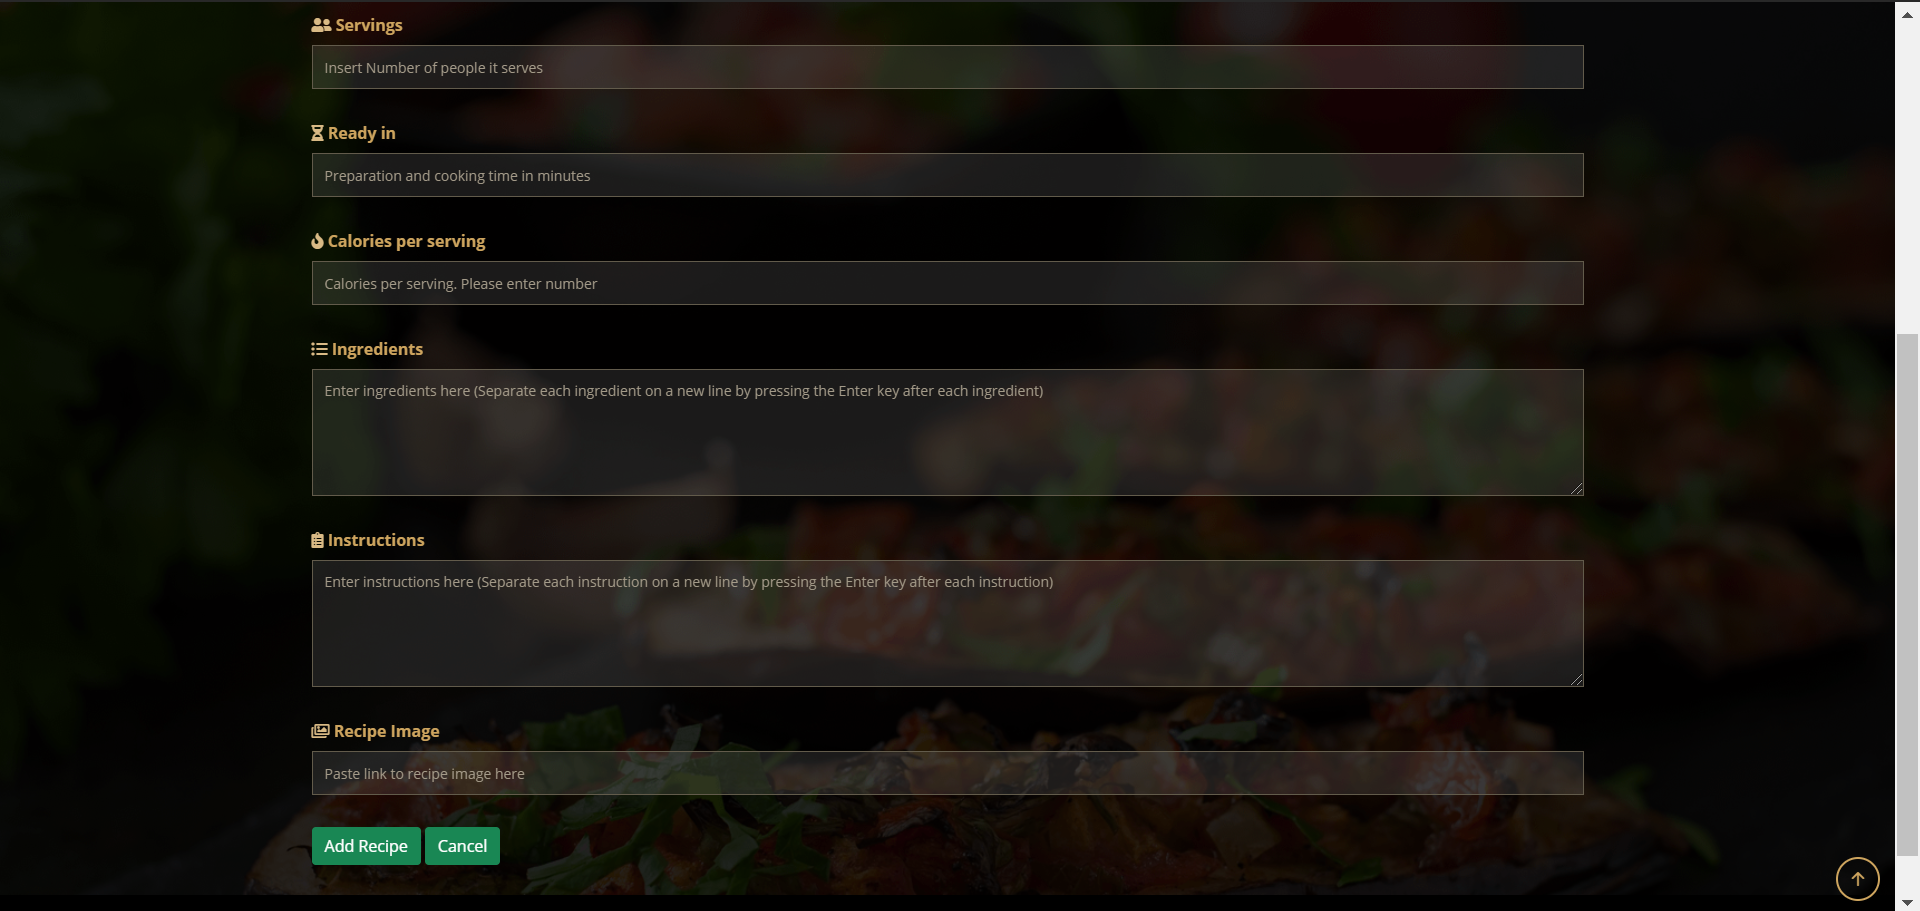 Servings
Insert Number of people it serves
Ready in
Preparation and cooking time in minutes
Calories per serving
Calories per serving. Please enter number
Ingredients
Enter ingredients here (Separate each ingredient on a new line by pressing the Enter key after each ingredient)
Instructions
Enter instructions here (Separate each instruction on a new line by pressing the Enter key after each instruction)
Recipe Image
Paste link to recipe image here
Add Recipe Cancel